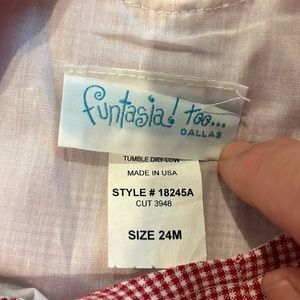 funtasia! too...
DALLAS
TUMBLE DRY LOW
MADE IN USA
STYLE # 18245A
CUT 3948
SIZE 24M